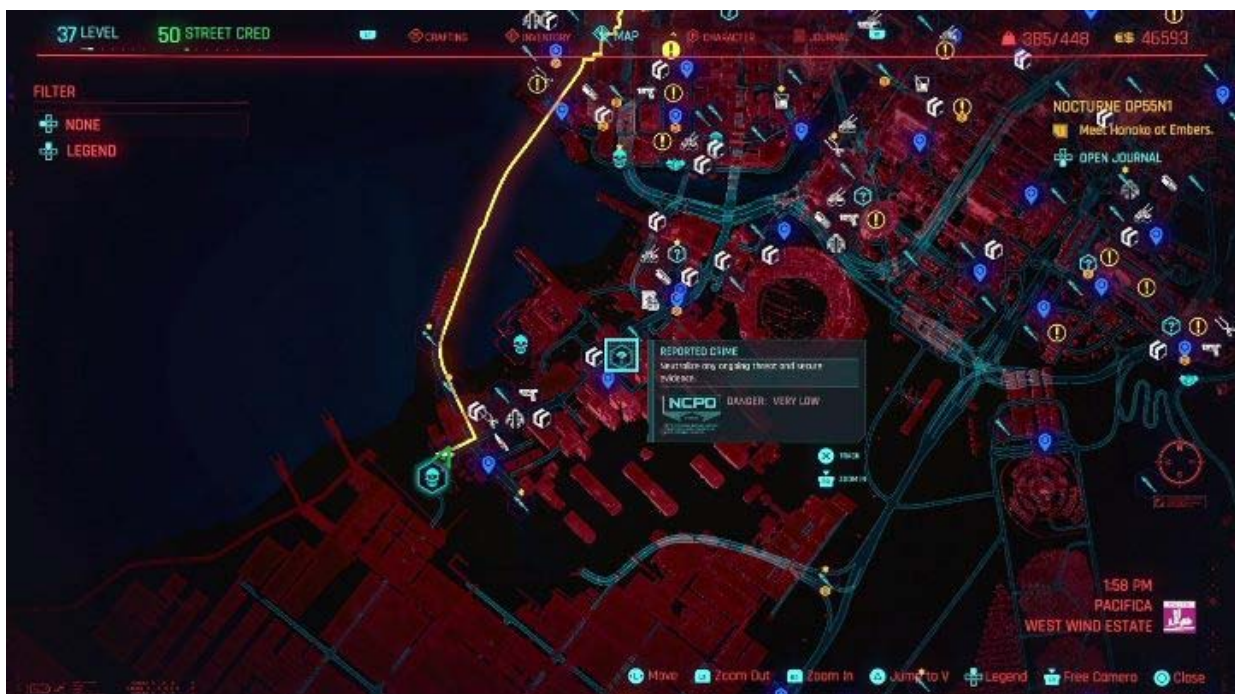 37 LEVEL
50 STREET CRED
CRAFTING
INVENTORY
MAP
CHARACTER
JOURNAL
385/448
€$ 46593
FILTER
NONE
LEGEND
NOCTURNE OP55N1
Meet Hanako at Embers.
OPEN JOURNAL
REPORTED CRIME
Neutralize any ongoing threat and secure
evidence.
NCPD
DANGER: VERY LOW
TRACK
ZOOM IN
1:58 PM
PACIFICA
WEST WIND ESTATE
Move
Zoom Out
Zoom In
Jump to V
Legend
Free Camera
Close